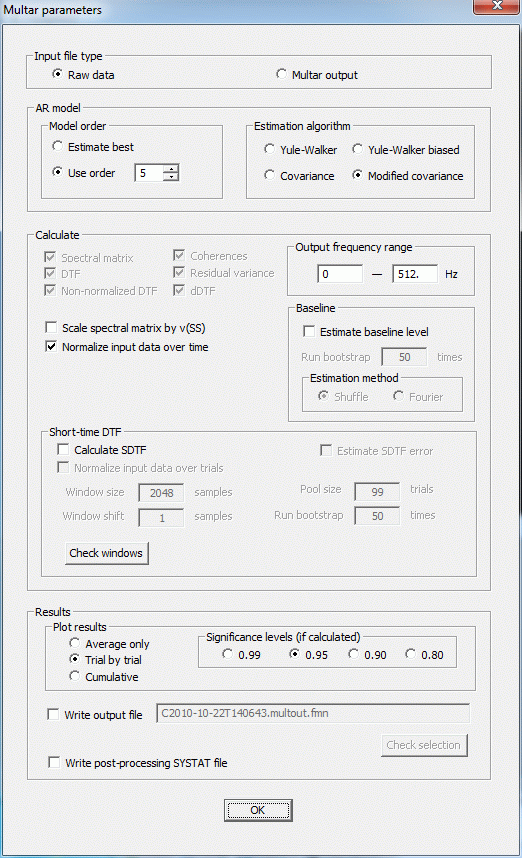 Multar parameters
Input file type
Raw data
Multar output
AR model
Model order
Estimate best
Use order 5
Estimation algorithm
Yule-Walker
Yule-Walker biased
Covariance
Modified covariance
Calculate
Spectral matrix
Coherences
DTF
Residual variance
Non-normalized DTF
dDTF
Scale spectral matrix by v(SS)
Normalize input data over time
Output frequency range
0 — 512. Hz
Baseline
Estimate baseline level
Run bootstrap 50 times
Estimation method
Shuffle
Fourier
Short-time DTF
Calculate SDTF
Estimate SDTF error
Normalize input data over trials
Window size 2048 samples
Pool size 99 trials
Window shift 1 samples
Run bootstrap 50 times
Check windows
Results
Plot results
Average only
Trial by trial
Cumulative
Significance levels (if calculated)
0.99 0.95 0.90 0.80
Write output file C2010-10-22T140643.multout.fmn
Check selection
Write post-processing SYSTAT file
OK